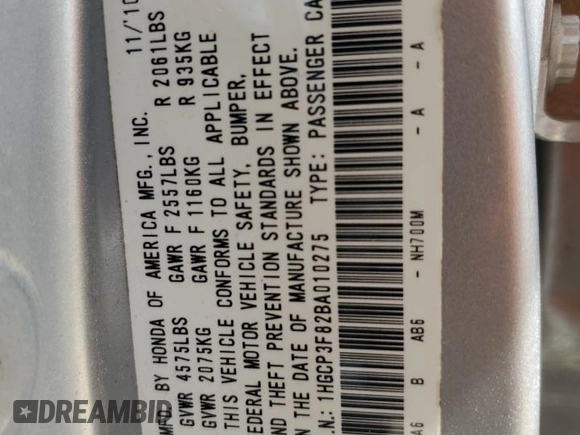 MFD BY HONDA OF AMERICA MFG., INC. 11/10
GVWR 4575LBS GAWR F 2557LBS R 2061LBS
GVWR 2075KG GAWR F 1160KG R 935KG
THIS VEHICLE CONFORMS TO ALL APPLICABLE
FEDERAL MOTOR VEHICLE SAFETY, BUMPER,
AND THEFT PREVENTION STANDARDS IN EFFECT
ON THE DATE OF MANUFACTURE SHOWN ABOVE.
.N.: 1HGCP3F82BA010275 TYPE: PASSENGER CA
A6 B AB6 - NH700M - A - A
© DREAMBID™